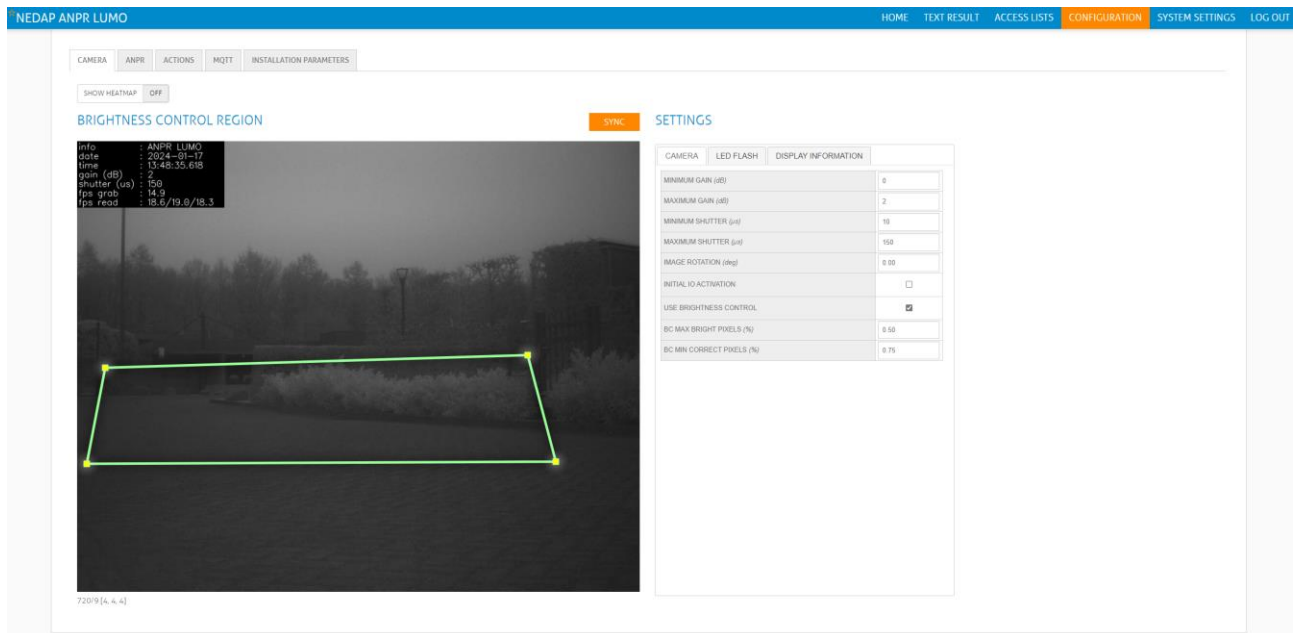 NEDAP ANPR LUMO HOME TEXT RESULT ACCESS LISTS CONFIGURATION SYSTEM SETTINGS LOG OUT
CAMERA ANPR ACTIONS MQTT INSTALLATION PARAMETERS
SHOW HEATMAP OFF
BRIGHTNESS CONTROL REGION SYNC
info : ANPR LUMO
date : 2024-01-17
time : 13:48:35.618
gain (dB) : 2
shutter (us) : 150
fps grab : 14.9
fps read : 18.6/19.0/18.3
720/9 [4, 4, 4]
SETTINGS
CAMERA LED FLASH DISPLAY INFORMATION
MINIMUM GAIN (dB) 0
MAXIMUM GAIN (dB) 2
MINIMUM SHUTTER (µs) 10
MAXIMUM SHUTTER (µs) 150
IMAGE ROTATION (deg) 0.00
INITIAL IO ACTIVATION
USE BRIGHTNESS CONTROL
BC MAX BRIGHT PIXELS (%) 0.50
BC MIN CORRECT PIXELS (%) 0.75